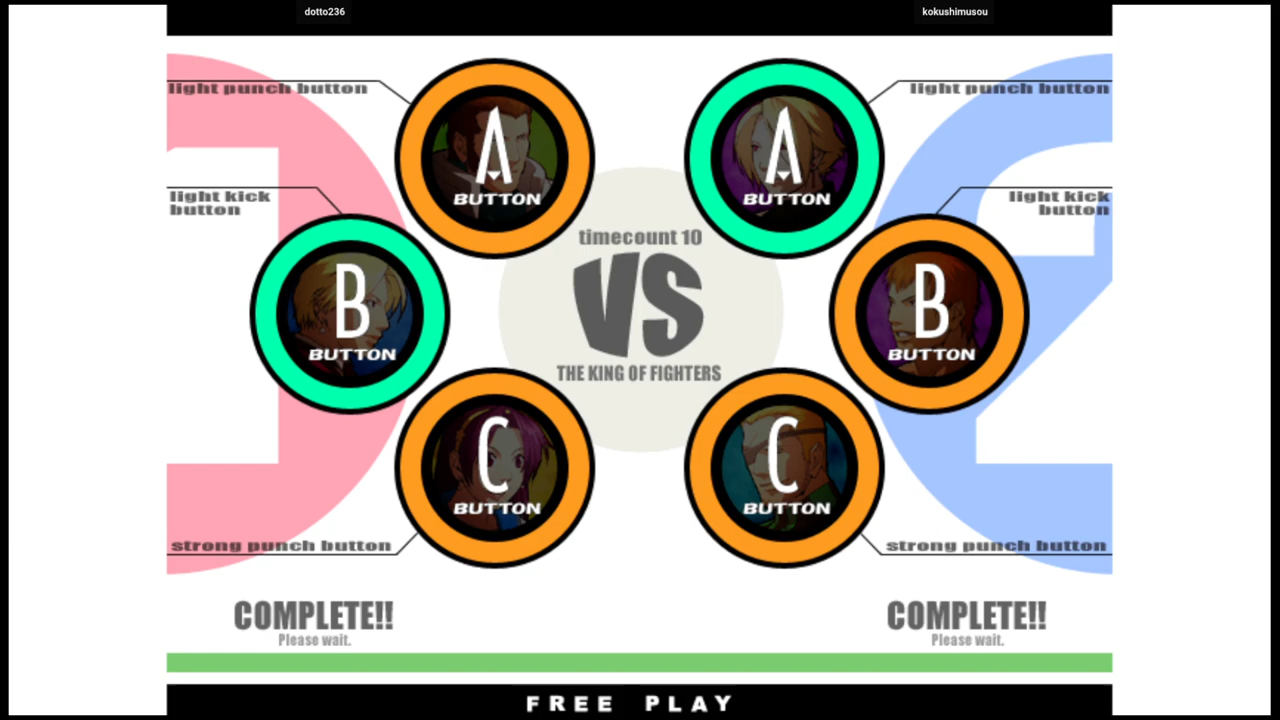 dotto236
kokushimusou
light punch button
light punch button
A
BUTTON
A
BUTTON
light kick
button
light kick
button
timecount 10
VS
THE KING OF FIGHTERS
B
BUTTON
B
BUTTON
C
BUTTON
C
BUTTON
strong punch button
strong punch button
COMPLETE!!
Please wait.
COMPLETE!!
Please wait.
FREE PLAY